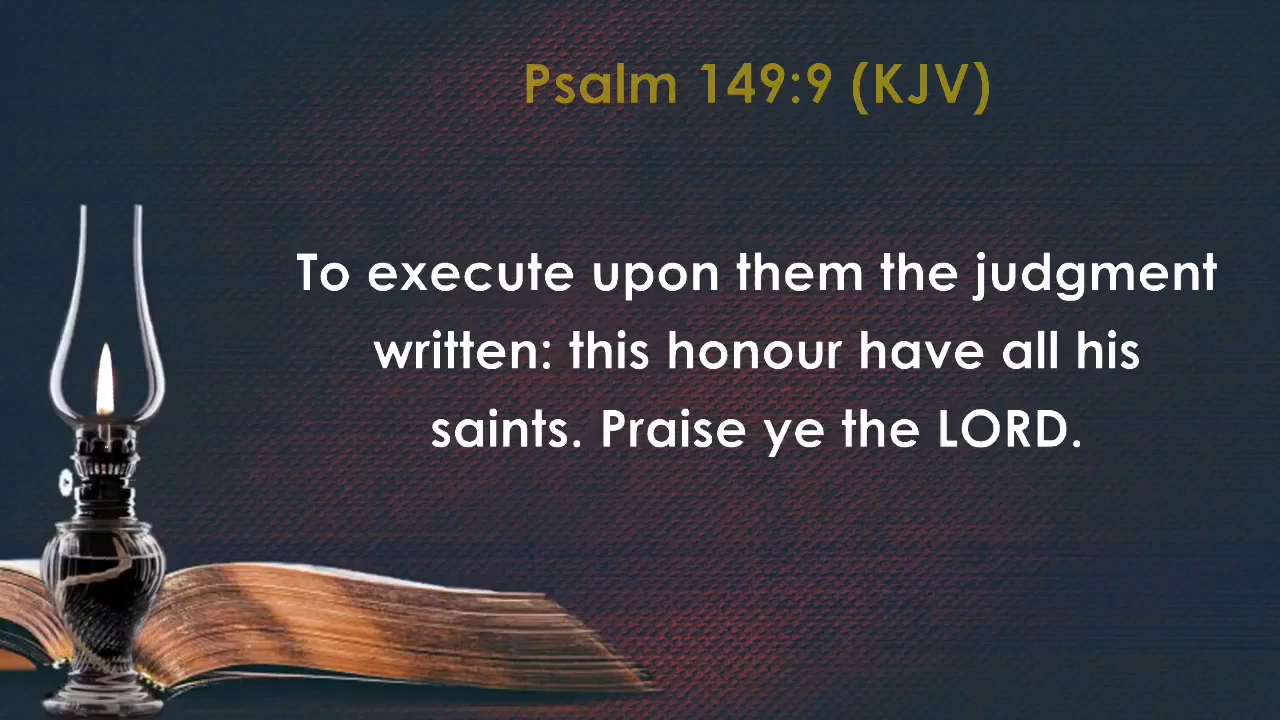 Psalm 149:9 (KJV)
To execute upon them the judgment
written: this honour have all his
saints. Praise ye the LORD.